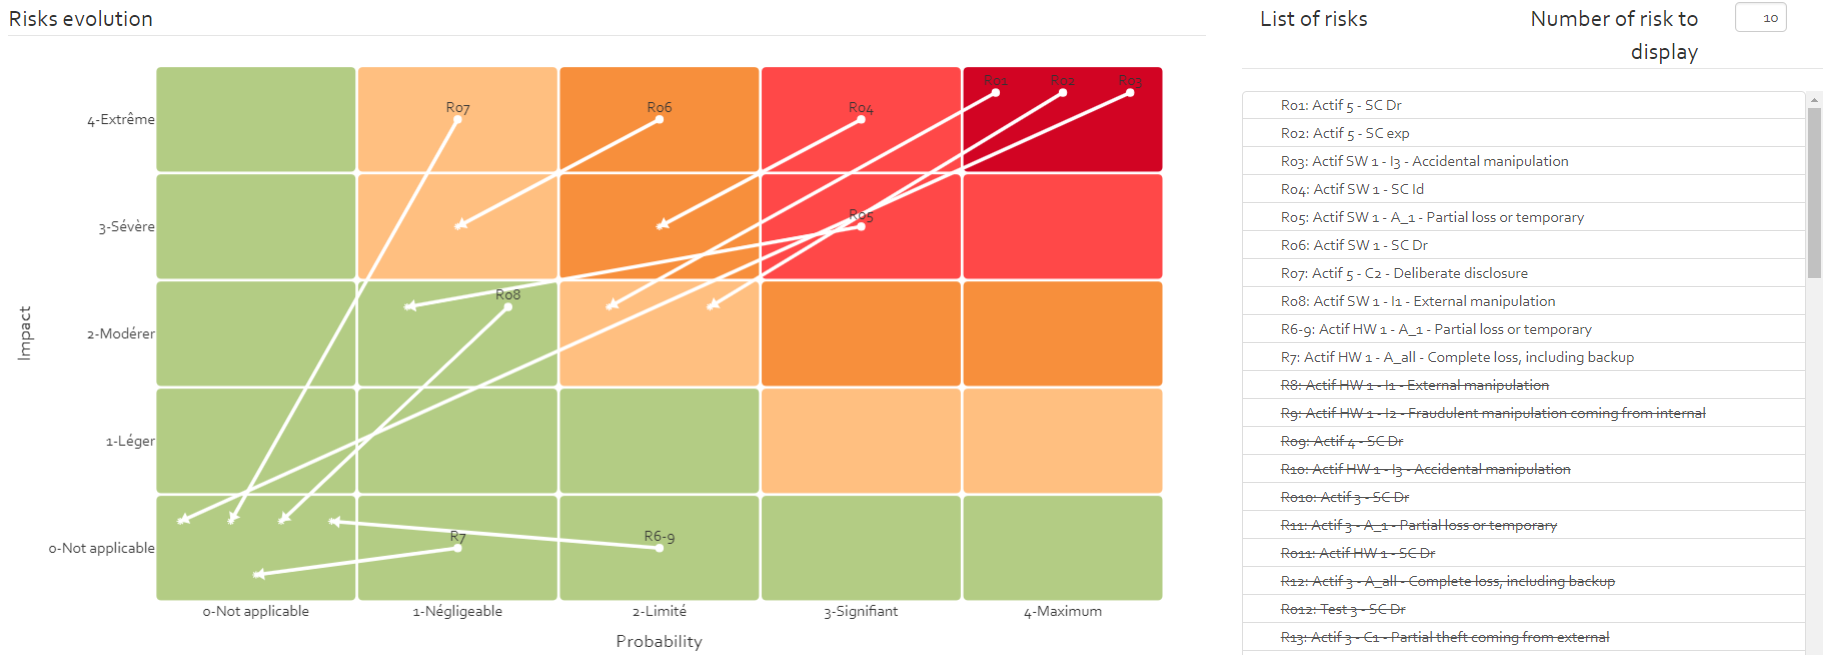 Risks evolution
List of risks
Number of risk to
display
10
R01
R02
R03
R07
R06
R04
4-Extrême
R05
3-Sévère
R08
2-Modérer
Impact
1-Léger
R7
R6-9
0-Not applicable
0-Not applicable
1-Négligeable
2-Limité
3-Signifiant
4-Maximum
Probability
R01: Actif 5 - SC Dr
R02: Actif 5 - SC exp
R03: Actif SW 1 - I3 - Accidental manipulation
R04: Actif SW 1 - SC Id
R05: Actif SW 1 - A_1 - Partial loss or temporary
R06: Actif SW 1 - SC Dr
R07: Actif 5 - C2 - Deliberate disclosure
R08: Actif SW 1 - I1 - External manipulation
R6-9: Actif HW 1 - A_1 - Partial loss or temporary
R7: Actif HW 1 - A_all - Complete loss, including backup
R8: Actif HW 1 - I1 - External manipulation
R9: Actif HW 1 - I2 - Fraudulent manipulation coming from internal
R09: Actif 4 - SC Dr
R10: Actif HW 1 - I3 - Accidental manipulation
R010: Actif 3 - SC Dr
R11: Actif 3 - A_1 - Partial loss or temporary
R011: Actif HW 1 - SC Dr
R12: Actif 3 - A_all - Complete loss, including backup
R012: Test 3 - SC Dr
R13: Actif 3 - C1 - Partial theft coming from external